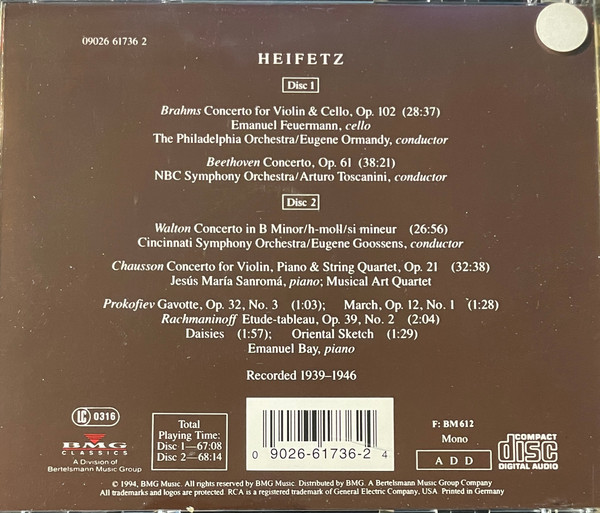 09026 61736 2
HEIFETZ
Disc 1
Brahms Concerto for Violin & Cello, Op. 102 (28:37)
Emanuel Feuermann, cello
The Philadelphia Orchestra/Eugene Ormandy, conductor
Beethoven Concerto, Op. 61 (38:21)
NBC Symphony Orchestra/Arturo Toscanini, conductor
Disc 2
Walton Concerto in B Minor/h-moll/si mineur (26:56)
Cincinnati Symphony Orchestra/Eugene Goossens, conductor
Chausson Concerto for Violin, Piano & String Quartet, Op. 21 (32:38)
Jesús María Sanromá, piano; Musical Art Quartet
Prokofiev Gavotte, Op. 32, No. 3 (1:03); March, Op. 12, No. 1 (1:28)
Rachmaninoff Etude-tableau, Op. 39, No. 2 (2:04)
Daisies (1:57); Oriental Sketch (1:29)
Emanuel Bay, piano
Recorded 1939–1946
LC 0316
BMG
CLASSICS
A Division of
Bertelsmann Music Group
Total
Playing Time:
Disc 1—67:08
Disc 2—68:14
0 9026-61736-2 4
F: BM 612
Mono
A D D
COMPACT
disc
DIGITAL AUDIO
© 1994, BMG Music. All rights reserved by BMG Music. Distributed by BMG. A Bertelsmann Music Group Company
All trademarks and logos are protected. RCA is a registered trademark of General Electric Company, USA. Printed in Germany